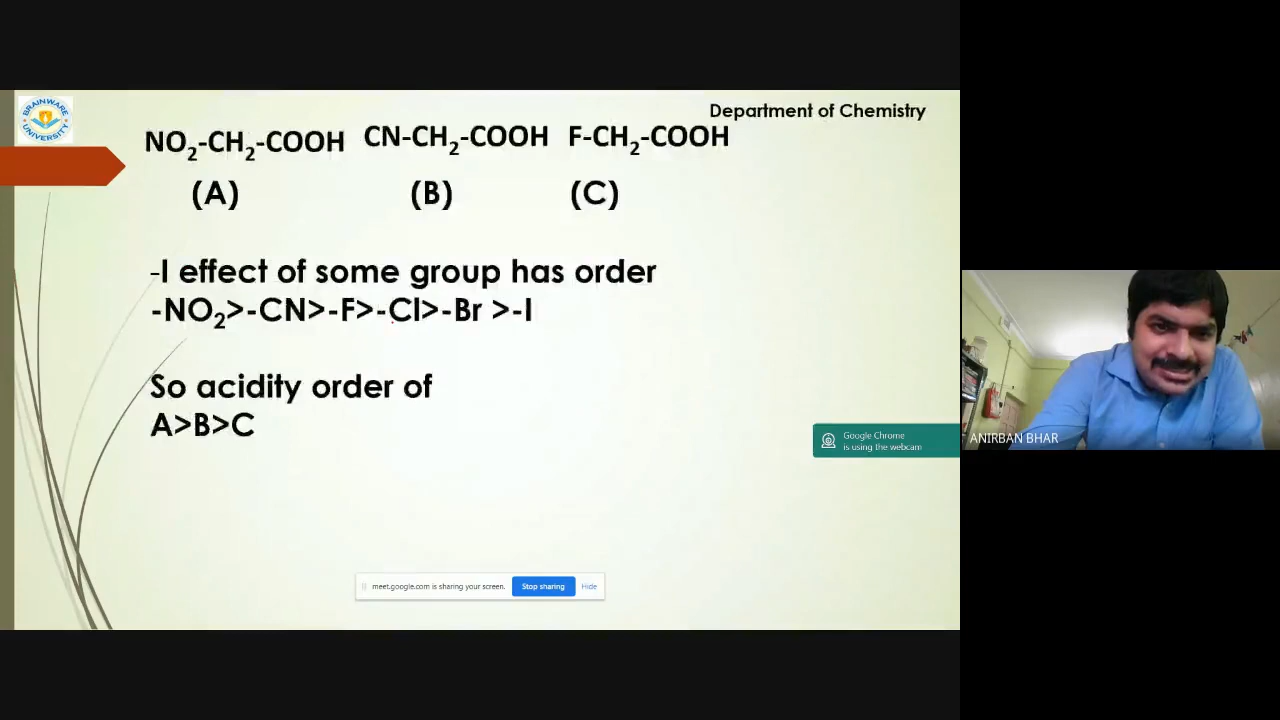 BRAINWARE UNIVERSITY
Department of Chemistry
NO2-CH2-COOH CN-CH2-COOH F-CH2-COOH
(A) (B) (C)
-I effect of some group has order
-NO2>-CN>-F>-Cl>-Br >-I
So acidity order of
A>B>C
Google Chrome
is using the webcam
ANIRBAN BHAR
meet.google.com is sharing your screen. Stop sharing Hide